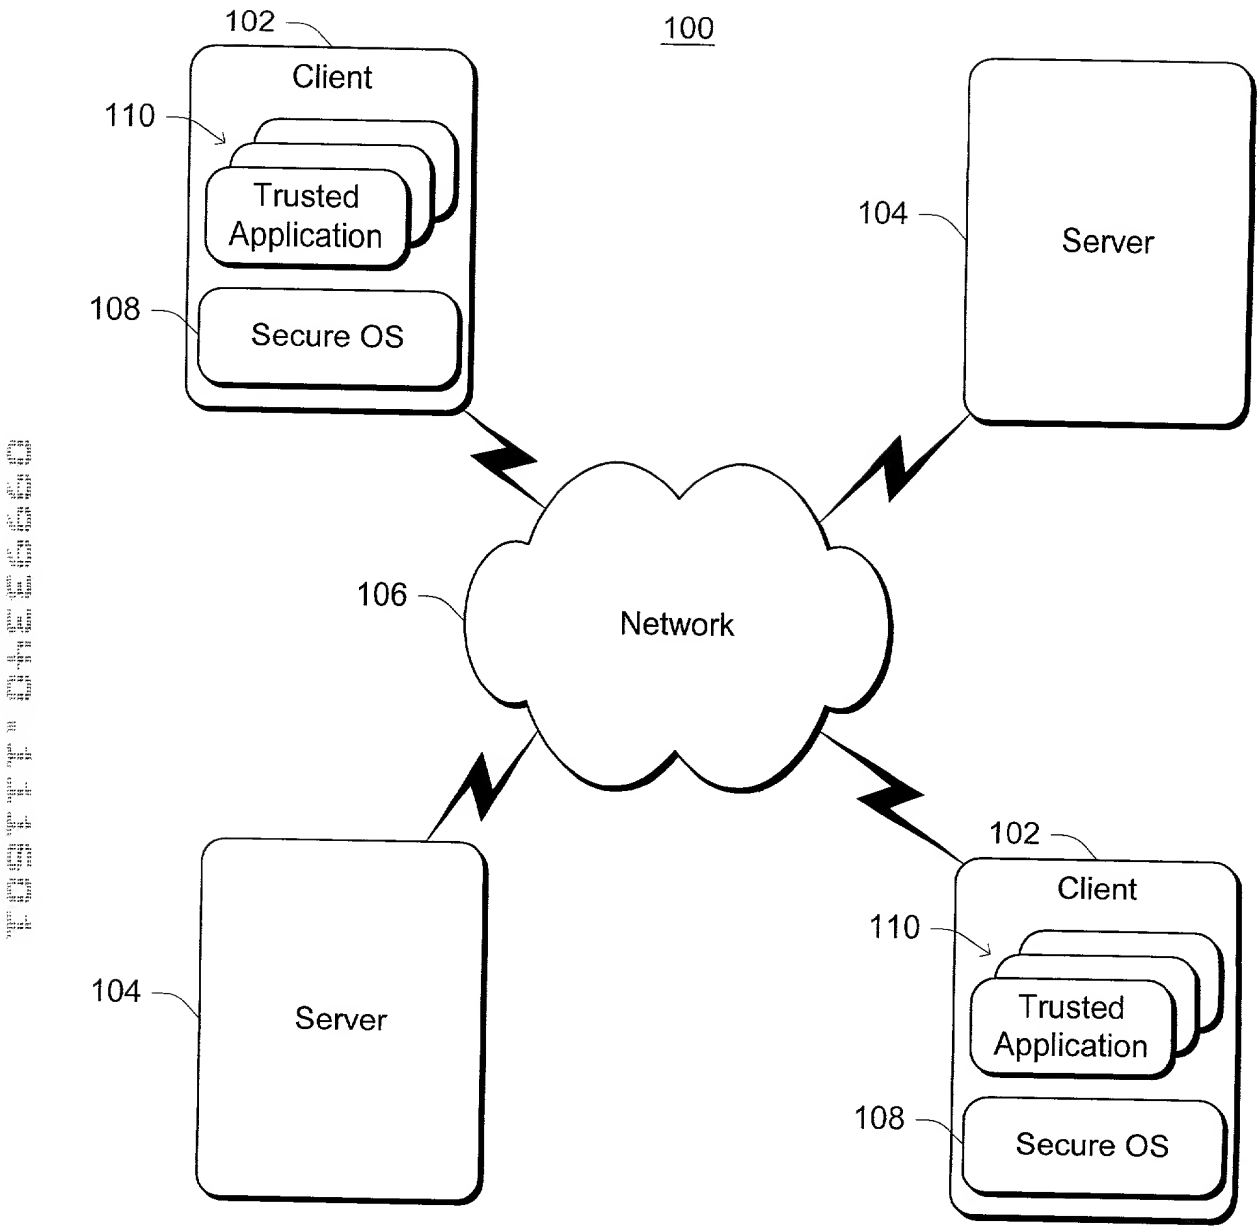 100
102
Client
110
Trusted
Application
108
Secure OS
104
Server
106
Network
104
Server
102
Client
110
Trusted
Application
108
Secure OS